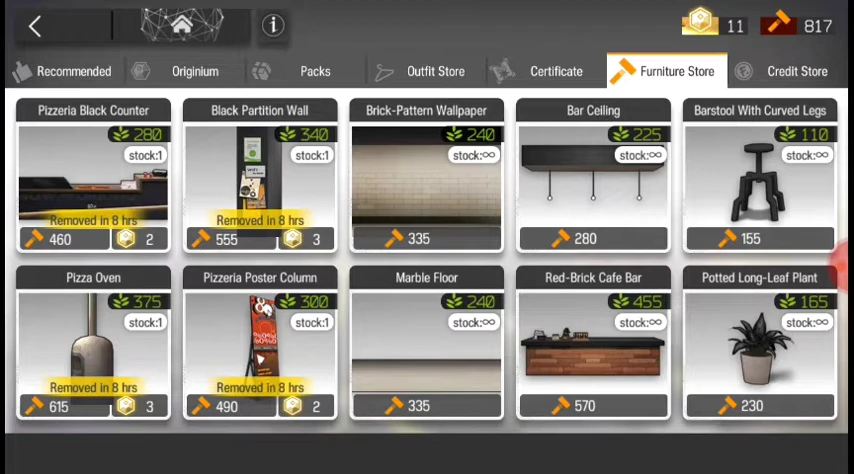 i
11
817
Recommended
Originium
Packs
Outfit Store
Certificate
Furniture Store
Credit Store
Pizzeria Black Counter
280
stock:1
Removed in 8 hrs
460 2
Black Partition Wall
340
stock:1
Removed in 8 hrs
555 3
Brick-Pattern Wallpaper
240
stock:∞
335
Bar Ceiling
225
stock:∞
280
Barstool With Curved Legs
110
stock:∞
155
Pizza Oven
375
stock:1
Removed in 8 hrs
615 3
Pizzeria Poster Column
300
stock:1
Removed in 8 hrs
490 2
Marble Floor
240
stock:∞
335
Red-Brick Cafe Bar
455
stock:∞
570
Potted Long-Leaf Plant
165
stock:∞
230